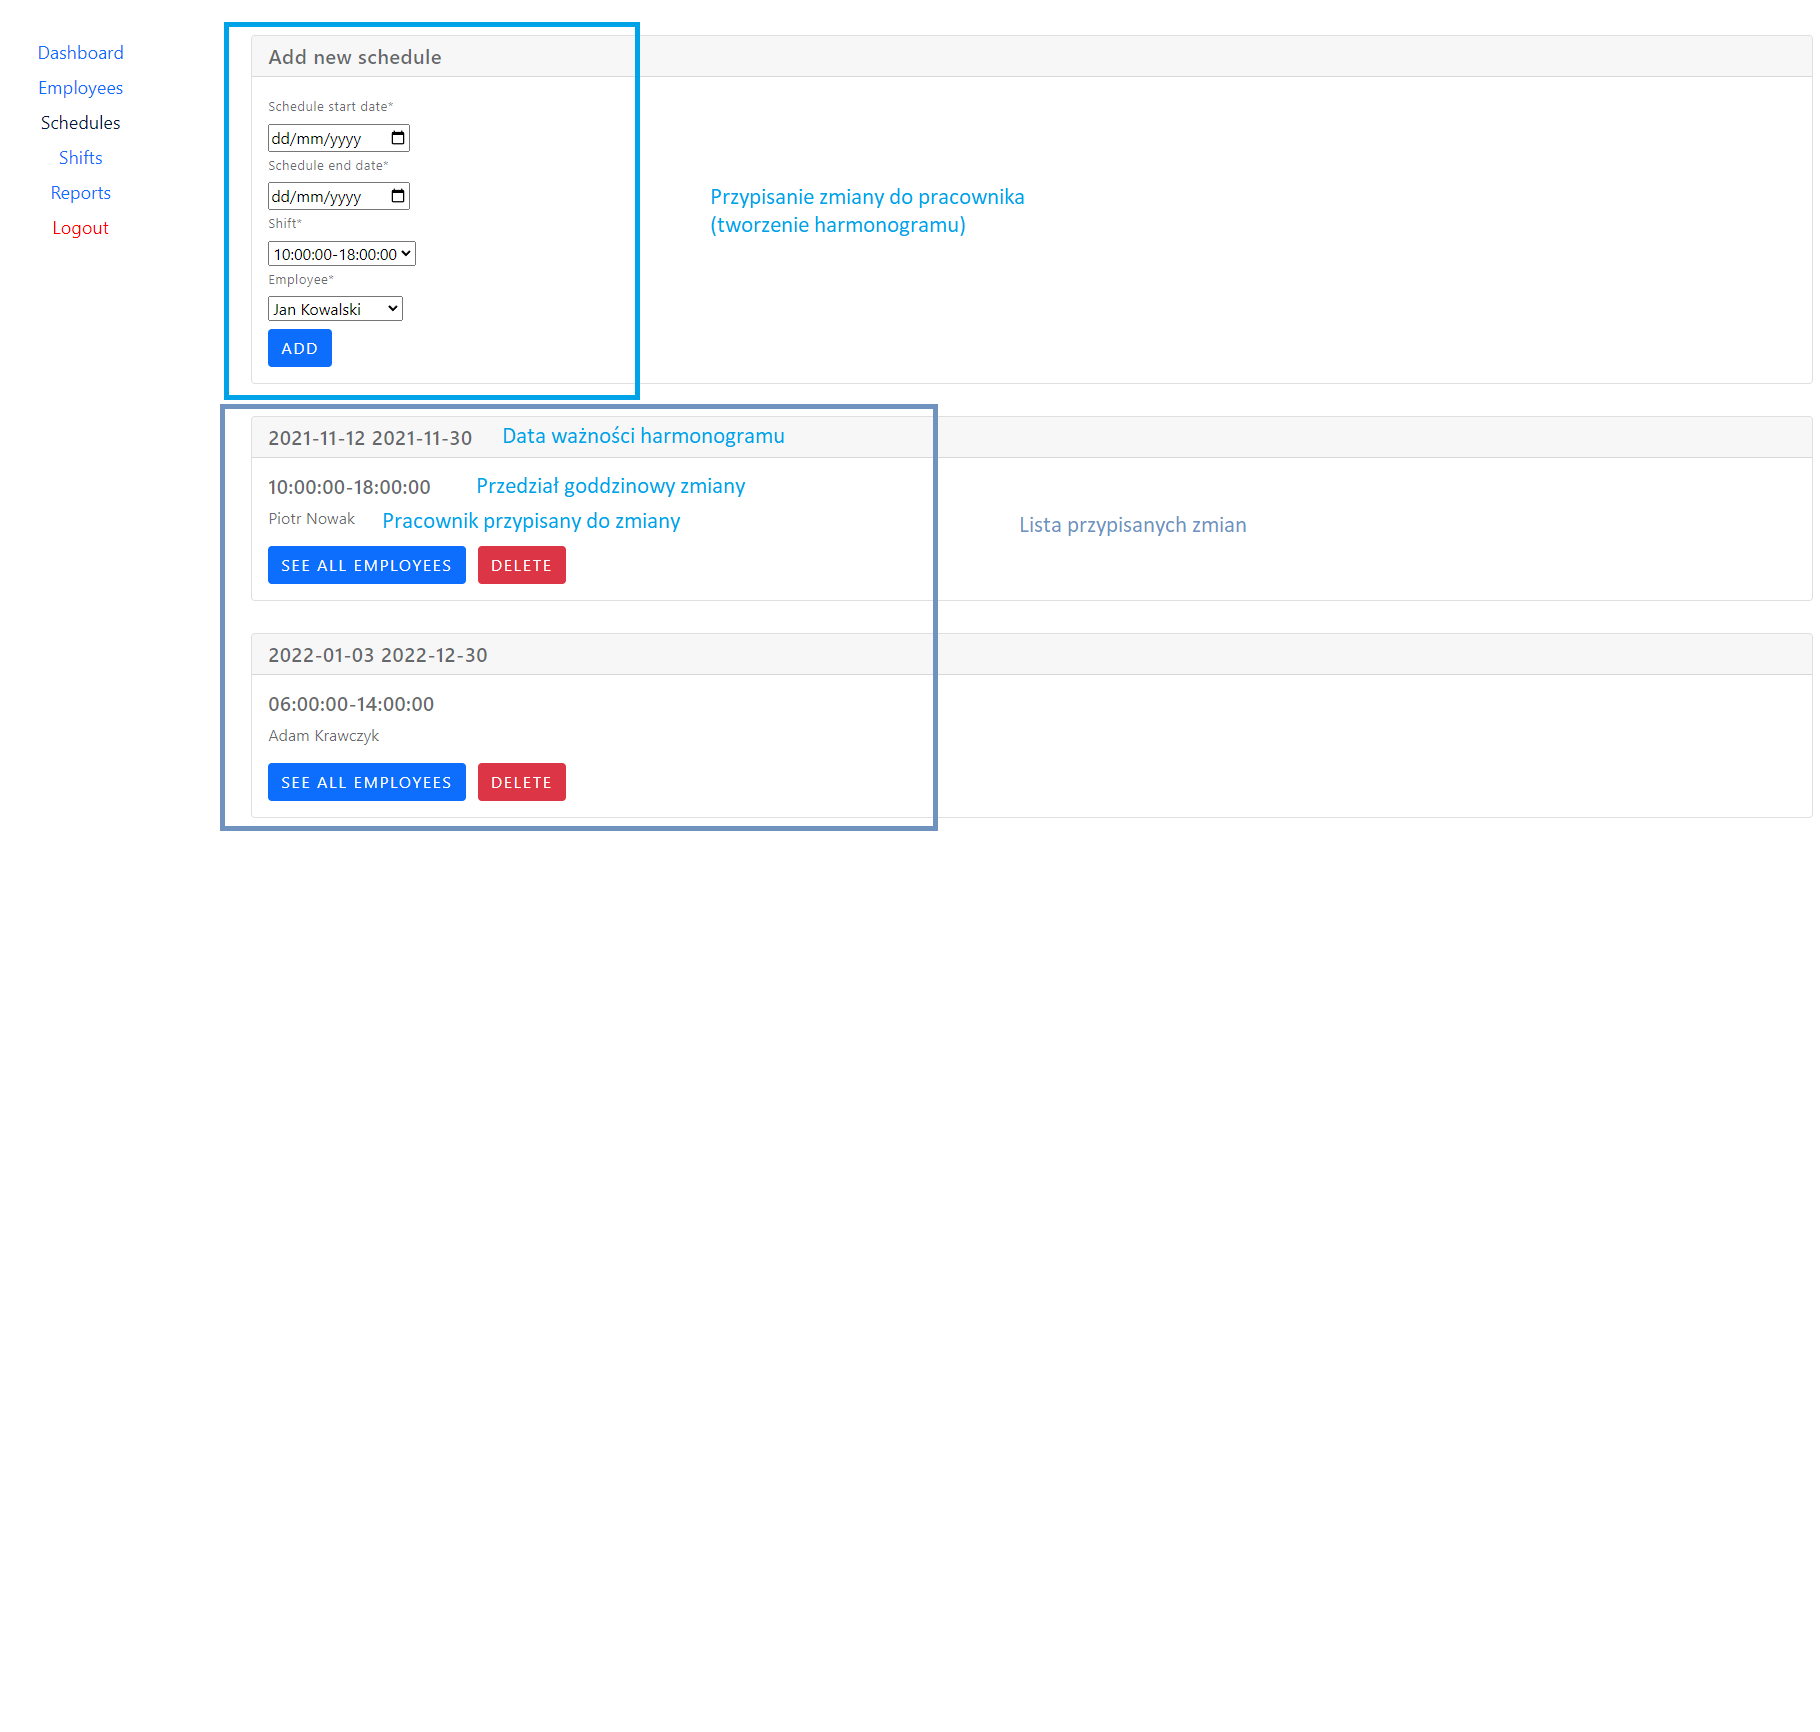 Dashboard
Employees
Schedules
Shifts
Reports
Logout
Add new schedule
Schedule start date*
dd/mm/yyyy
Schedule end date*
dd/mm/yyyy
Shift*
10:00:00-18:00:00
Employee*
Jan Kowalski
ADD
Przypisanie zmiany do pracownika
(tworzenie harmonogramu)
2021-11-12 2021-11-30 Data ważności harmonogramu
10:00:00-18:00:00 Przedział goddzinowy zmiany
Piotr Nowak Pracownik przypisany do zmiany
SEE ALL EMPLOYEES DELETE
Lista przypisanych zmian
2022-01-03 2022-12-30
06:00:00-14:00:00
Adam Krawczyk
SEE ALL EMPLOYEES DELETE